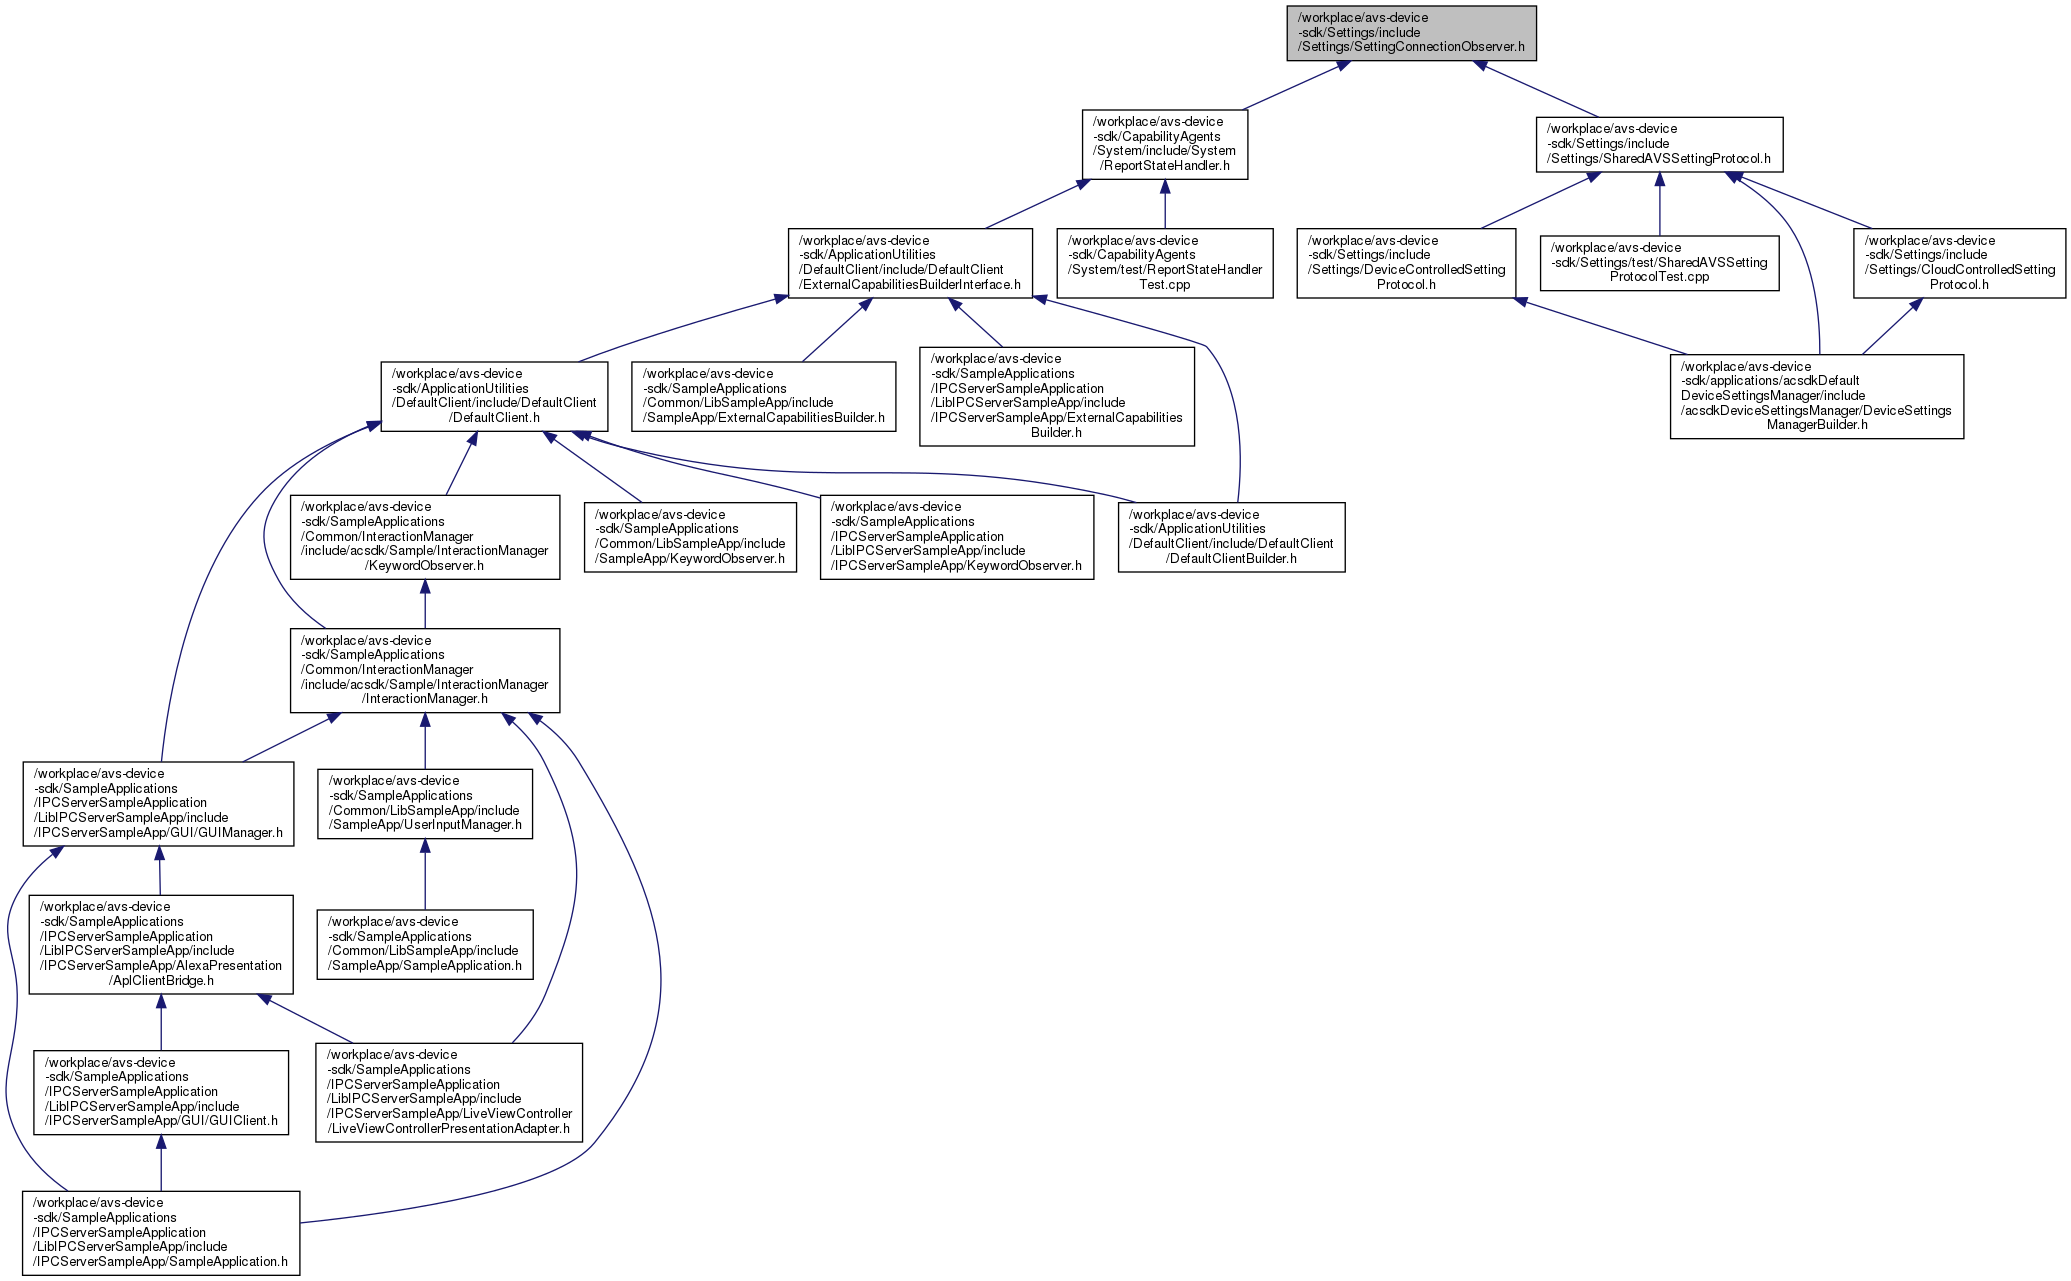 /workplace/avs-device
-sdk/Settings/include
/Settings/SettingConnectionObserver.h
/workplace/avs-device
-sdk/CapabilityAgents
/System/include/System
/ReportStateHandler.h
/workplace/avs-device
-sdk/Settings/include
/Settings/SharedAVSSettingProtocol.h
/workplace/avs-device
-sdk/ApplicationUtilities
/DefaultClient/include/DefaultClient
/ExternalCapabilitiesBuilderInterface.h
/workplace/avs-device
-sdk/CapabilityAgents
/System/test/ReportStateHandler
Test.cpp
/workplace/avs-device
-sdk/Settings/include
/Settings/DeviceControlledSetting
Protocol.h
/workplace/avs-device
-sdk/Settings/test/SharedAVSSetting
ProtocolTest.cpp
/workplace/avs-device
-sdk/Settings/include
/Settings/CloudControlledSetting
Protocol.h
/workplace/avs-device
-sdk/ApplicationUtilities
/DefaultClient/include/DefaultClient
/DefaultClient.h
/workplace/avs-device
-sdk/SampleApplications
/Common/LibSampleApp/include
/SampleApp/ExternalCapabilitiesBuilder.h
/workplace/avs-device
-sdk/SampleApplications
/IPCServerSampleApplication
/LibIPCServerSampleApp/include
/IPCServerSampleApp/ExternalCapabilities
Builder.h
/workplace/avs-device
-sdk/applications/acsdkDefault
DeviceSettingsManager/include
/acsdkDeviceSettingsManager/DeviceSettings
ManagerBuilder.h
/workplace/avs-device
-sdk/SampleApplications
/Common/InteractionManager
/include/acsdk/Sample/InteractionManager
/KeywordObserver.h
/workplace/avs-device
-sdk/SampleApplications
/Common/LibSampleApp/include
/SampleApp/KeywordObserver.h
/workplace/avs-device
-sdk/SampleApplications
/IPCServerSampleApplication
/LibIPCServerSampleApp/include
/IPCServerSampleApp/KeywordObserver.h
/workplace/avs-device
-sdk/ApplicationUtilities
/DefaultClient/include/DefaultClient
/DefaultClientBuilder.h
/workplace/avs-device
-sdk/SampleApplications
/Common/InteractionManager
/include/acsdk/Sample/InteractionManager
/InteractionManager.h
/workplace/avs-device
-sdk/SampleApplications
/IPCServerSampleApplication
/LibIPCServerSampleApp/include
/IPCServerSampleApp/GUI/GUIManager.h
/workplace/avs-device
-sdk/SampleApplications
/Common/LibSampleApp/include
/SampleApp/UserInputManager.h
/workplace/avs-device
-sdk/SampleApplications
/IPCServerSampleApplication
/LibIPCServerSampleApp/include
/IPCServerSampleApp/AlexaPresentation
/AplClientBridge.h
/workplace/avs-device
-sdk/SampleApplications
/Common/LibSampleApp/include
/SampleApp/SampleApplication.h
/workplace/avs-device
-sdk/SampleApplications
/IPCServerSampleApplication
/LibIPCServerSampleApp/include
/IPCServerSampleApp/GUI/GUIClient.h
/workplace/avs-device
-sdk/SampleApplications
/IPCServerSampleApplication
/LibIPCServerSampleApp/include
/IPCServerSampleApp/LiveViewController
/LiveViewControllerPresentationAdapter.h
/workplace/avs-device
-sdk/SampleApplications
/IPCServerSampleApplication
/LibIPCServerSampleApp/include
/IPCServerSampleApp/SampleApplication.h